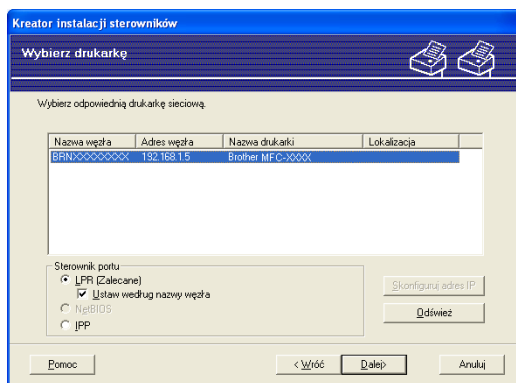 Kreator instalacji sterowników
Wybierz drukarkę
Wybierz odpowiednią drukarkę sieciową.
Nazwa węzła Adres węzła Nazwa drukarki Lokalizacja
BRNXXXXXXXX 192.168.1.5 Brother MFC-XXXX
Sterownik portu
LPR (Zalecane)
Ustaw według nazwy węzła
NetBIOS
IPP
Skonfiguruj adres IP
Odśwież
Pomoc < Wróć Dalej> Anuluj